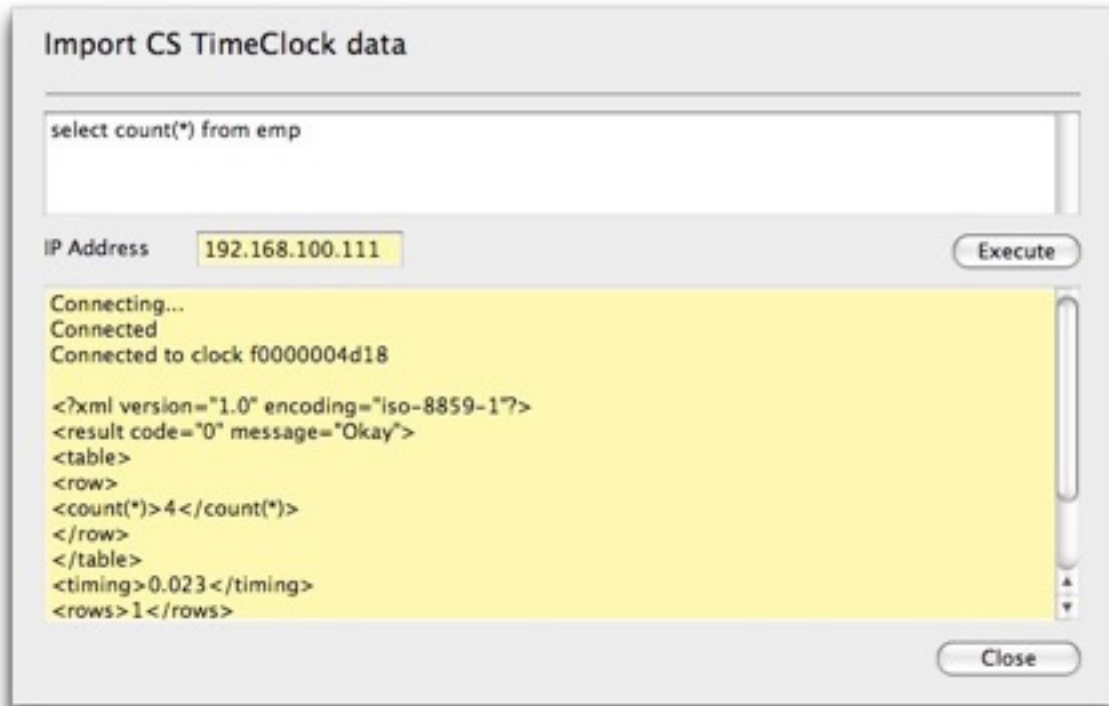 Import CS TimeClock data
select count(*) from emp
IP Address 192.168.100.111 Execute
Connecting...
Connected
Connected to clock f0000004d18
<?xml version="1.0" encoding="iso-8859-1"?>
<result code="0" message="Okay">
<table>
<row>
<count(*)>4</count(*)>
</row>
</table>
<timing>0.023</timing>
<rows>1</rows>
Close